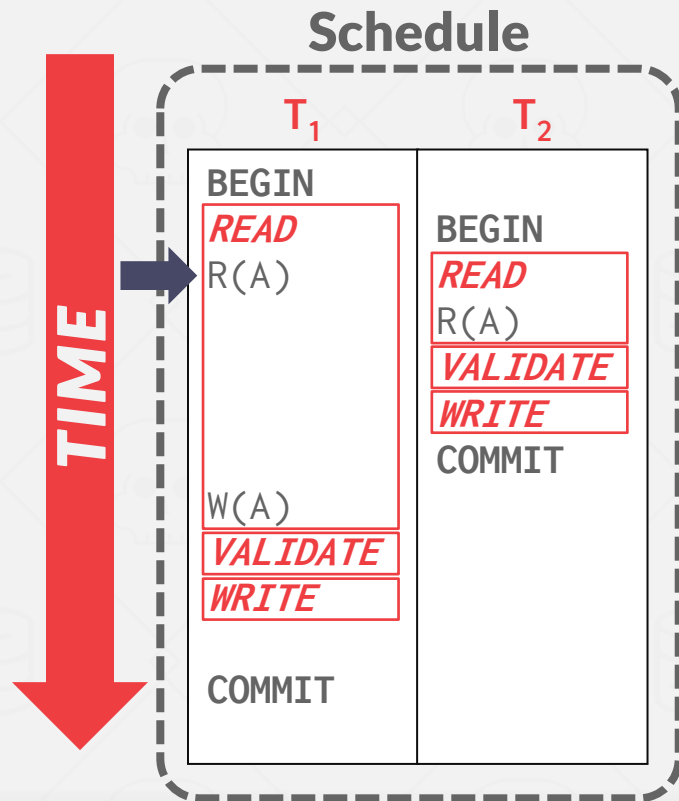 Schedule
TIME
T₁ T₂
BEGIN
READ
R(A)
W(A)
VALIDATE
WRITE
COMMIT
BEGIN
READ
R(A)
VALIDATE
WRITE
COMMIT